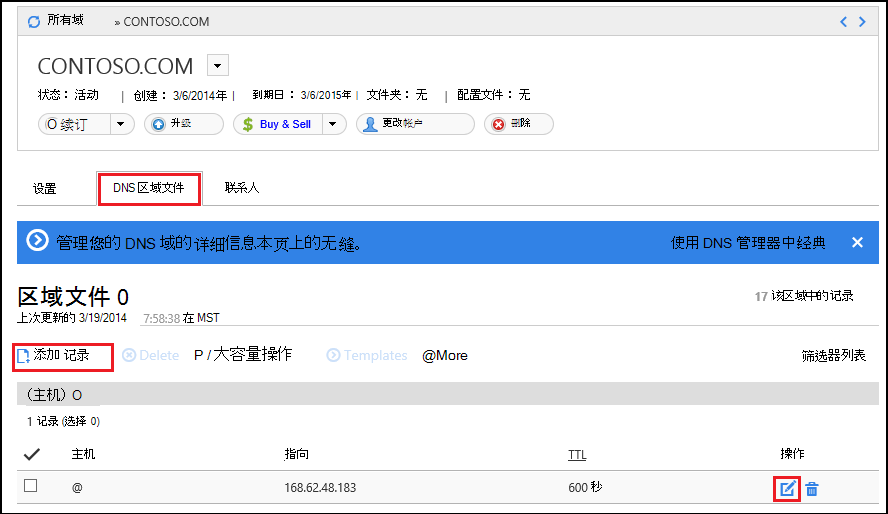 所有域 » CONTOSO.COM
CONTOSO.COM
状态：活动 | 创建：3/6/2014年 | 到期日：3/6/2015年 | 文件夹：无 | 配置文件：无
O 续订 升级 $ Buy & Sell 更改帐户 删除
设置 DNS 区域文件 联系人
管理您的 DNS 域的详细信息本页上的无缝。 使用 DNS 管理器中经典
区域文件 0 17 该区域中的记录
上次更新的 3/19/2014 7:58:38 在 MST
添加 记录 Delete P / 大容量操作 Templates @More 筛选器列表
（主机）O
1 记录 (选择 0)
主机 指向 TTL 操作
@ 168.62.48.183 600 秒